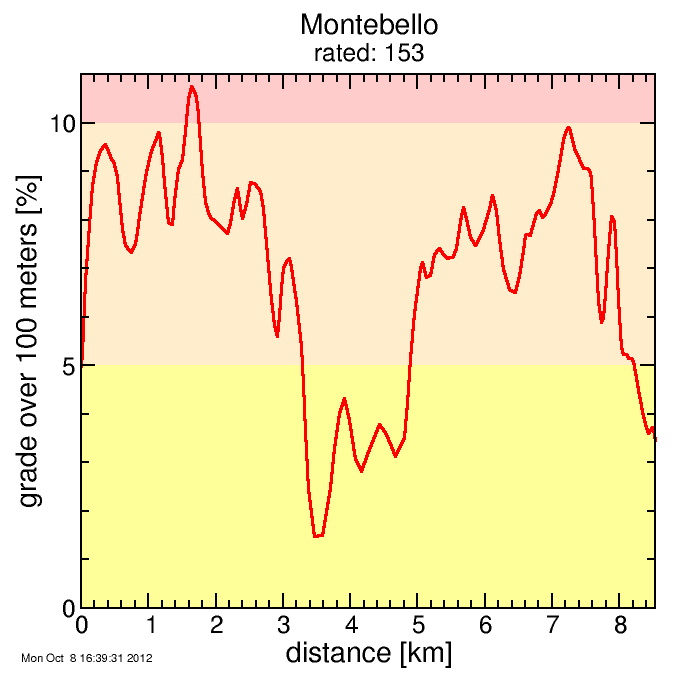 Montebello
rated: 153
grade over 100 meters [%]
10
5
0
0 1 2 3 4 5 6 7 8
distance [km]
Mon Oct 8 16:39:31 2012